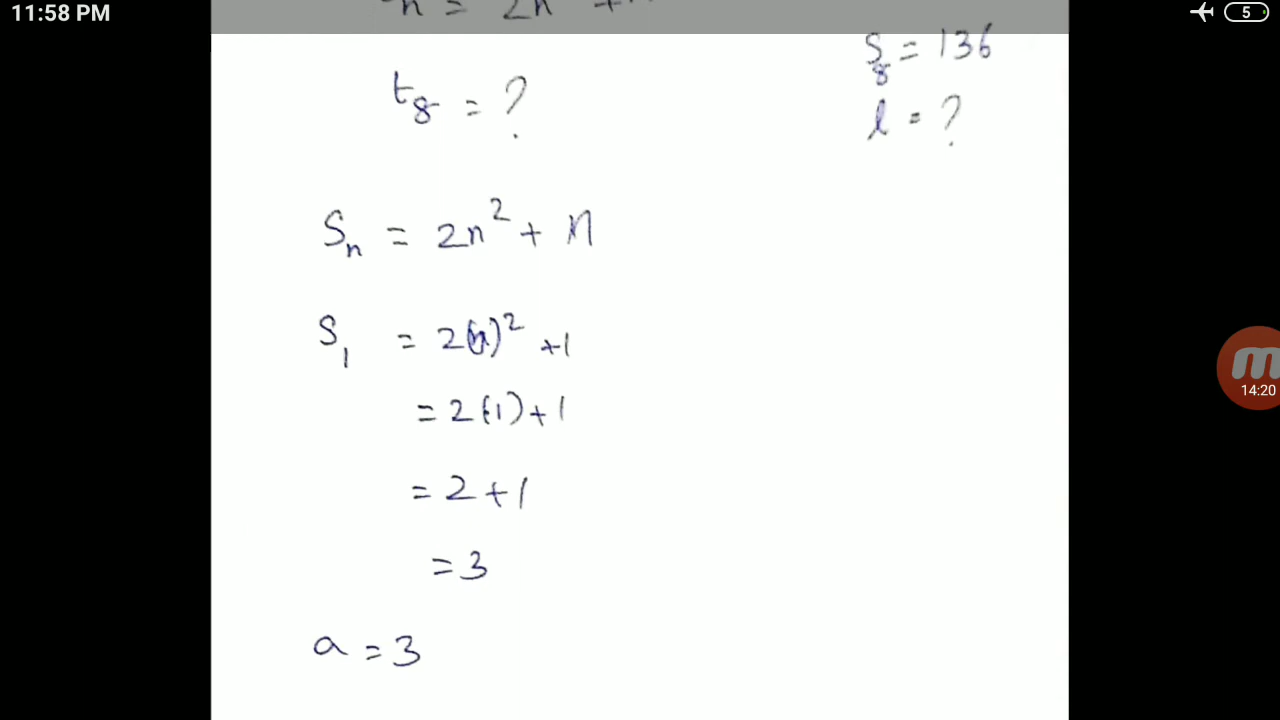 11:58 PM
5
n = 2n +
S₈ = 136
t₈ = ?
l = ?
Sₙ = 2n² + n
S₁ = 2( )² +1
= 2(1)+1
= 2+1
= 3
a = 3
14:20